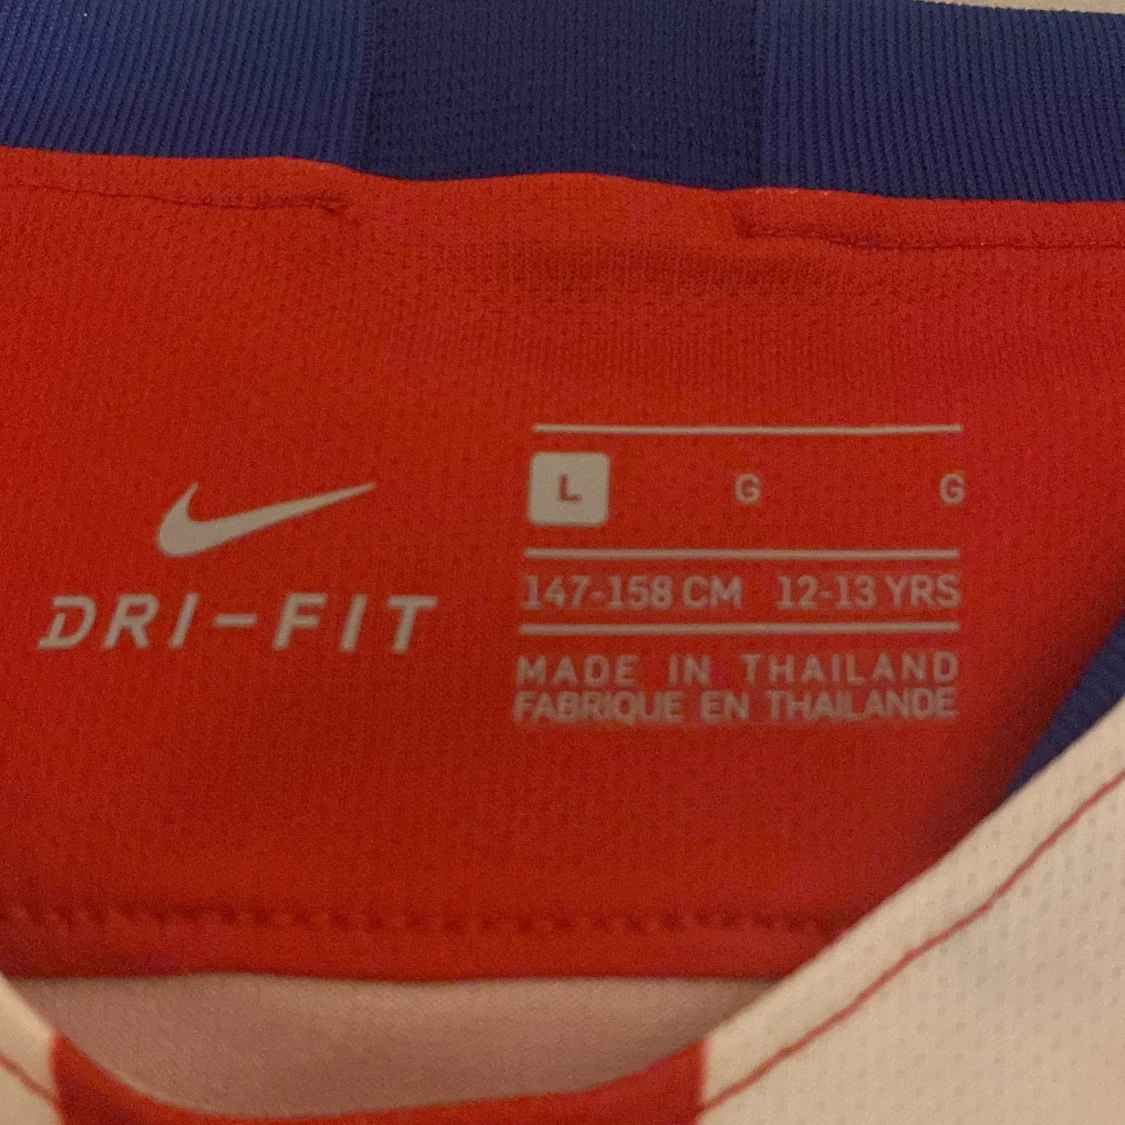 DRI-FIT
L G G
147-158 CM 12-13 YRS
MADE IN THAILAND
FABRIQUE EN THAILANDE